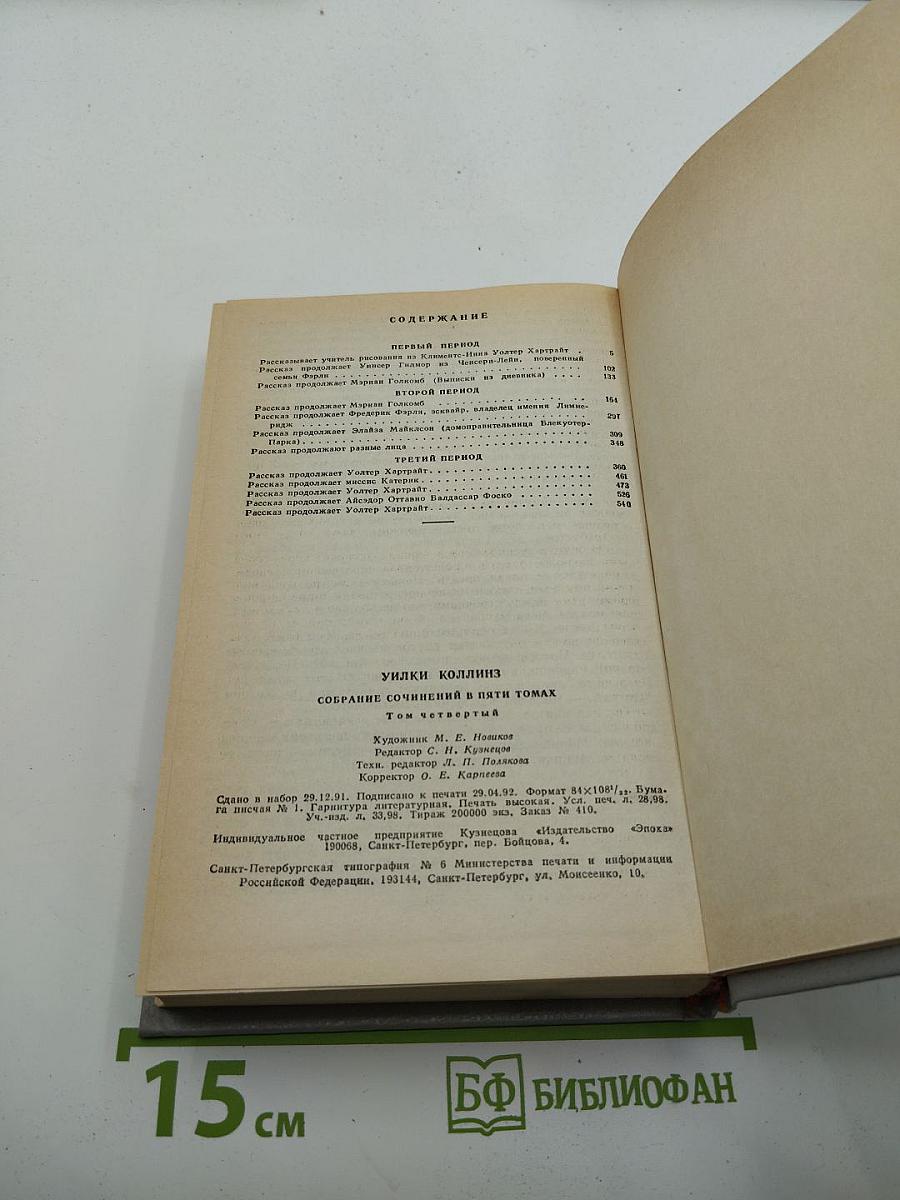 СОДЕРЖАНИЕ
ПЕРВЫЙ ПЕРИОД
Рассказывает учитель рисования из Климентс-Инна Уолтер Хартрайт . 5
Рассказ продолжает Уинсер Гилмор из Ченсери-Лейн, поверенный
семьи Фэрли . . . . . . . . . . . . . . . . . . . . . . . . 102
Рассказ продолжает Мэриан Голкомб (Выписки из дневника) . . . . 133
ВТОРОЙ ПЕРИОД
Рассказ продолжает Мэриан Голкомб . . . . . . . . . . . . 164
Рассказ продолжает Фредерик Фэрли, эсквайр, владелец имения Лимме-
ридж . . . . . . . . . . . . . . . . . . . . . . . . . . 297
Рассказ продолжает Элайза Майклсон (домоправительница Блекуотер-
Парка) . . . . . . . . . . . . . . . . . . . . . . . . . . 309
Рассказ продолжают разные лица . . . . . . . . . . . . . . . 348
ТРЕТИЙ ПЕРИОД
Рассказ продолжает Уолтер Хартрайт . . . . . . . . . . . . . . 360
Рассказ продолжает миссис Катерик . . . . . . . . . . . . . . 461
Рассказ продолжает Уолтер Хартрайт . . . . . . . . . . . . . . 473
Рассказ продолжает Айсэдор Оттавио Валдассар Фоско . . . . . . 526
Рассказ продолжает Уолтер Хартрайт . . . . . . . . . . . . . . 540
УИЛКИ КОЛЛИНЗ
СОБРАНИЕ СОЧИНЕНИЙ В ПЯТИ ТОМАХ
Том четвертый
Художник М. Е. Новиков
Редактор С. Н. Кузнецов
Техн. редактор Л. П. Полякова
Корректор О. Е. Карпеева
Сдано в набор 29.12.91. Подписано к печати 29.04.92. Формат 84×108¹/₃₂. Бума-
га писчая № 1. Гарнитура литературная. Печать высокая. Усл. печ. л. 28,98.
Уч.-изд. л. 33,98. Тираж 200000 экз. Заказ № 410.
Индивидуальное частное предприятие Кузнецова «Издательство «Эпоха»
190068, Санкт-Петербург, пер. Бойцова, 4.
Санкт-Петербургская типография № 6 Министерства печати и информации
Российской Федерации. 193144, Санкт-Петербург, ул. Моисеенко, 10.
15 см
БФ БИБЛИОФАН